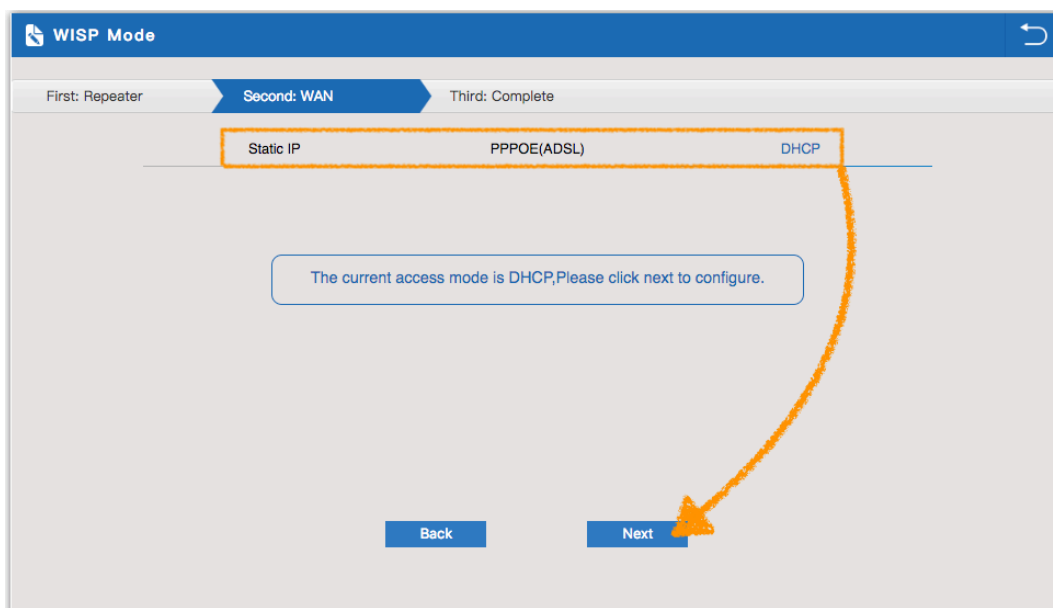 WISP Mode
First: Repeater Second: WAN Third: Complete
Static IP PPPOE(ADSL) DHCP
The current access mode is DHCP,Please click next to configure.
Back Next